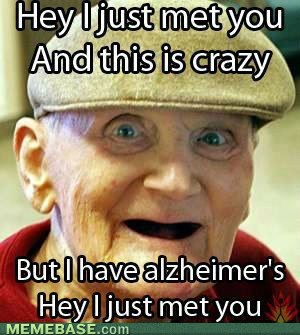 Hey I just met you
And this is crazy
But I have alzheimer's
Hey I just met you
MEMEBASE.com